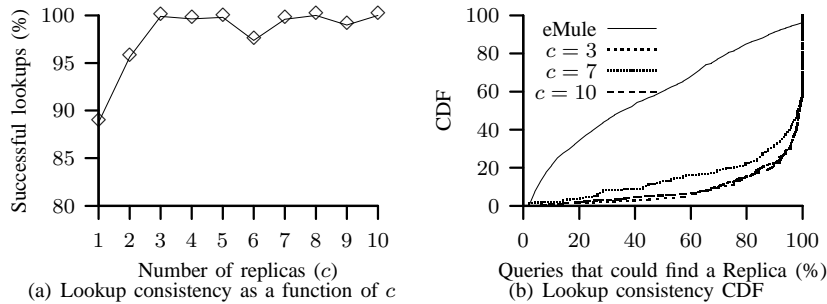 Successful lookups (%)
100
95
90
85
80
1 2 3 4 5 6 7 8 9 10
Number of replicas (c)
(a) Lookup consistency as a function of c
CDF
100
80
60
40
20
0
eMule
c = 3
c = 7
c = 10
0 20 40 60 80 100
Queries that could find a Replica (%)
(b) Lookup consistency CDF